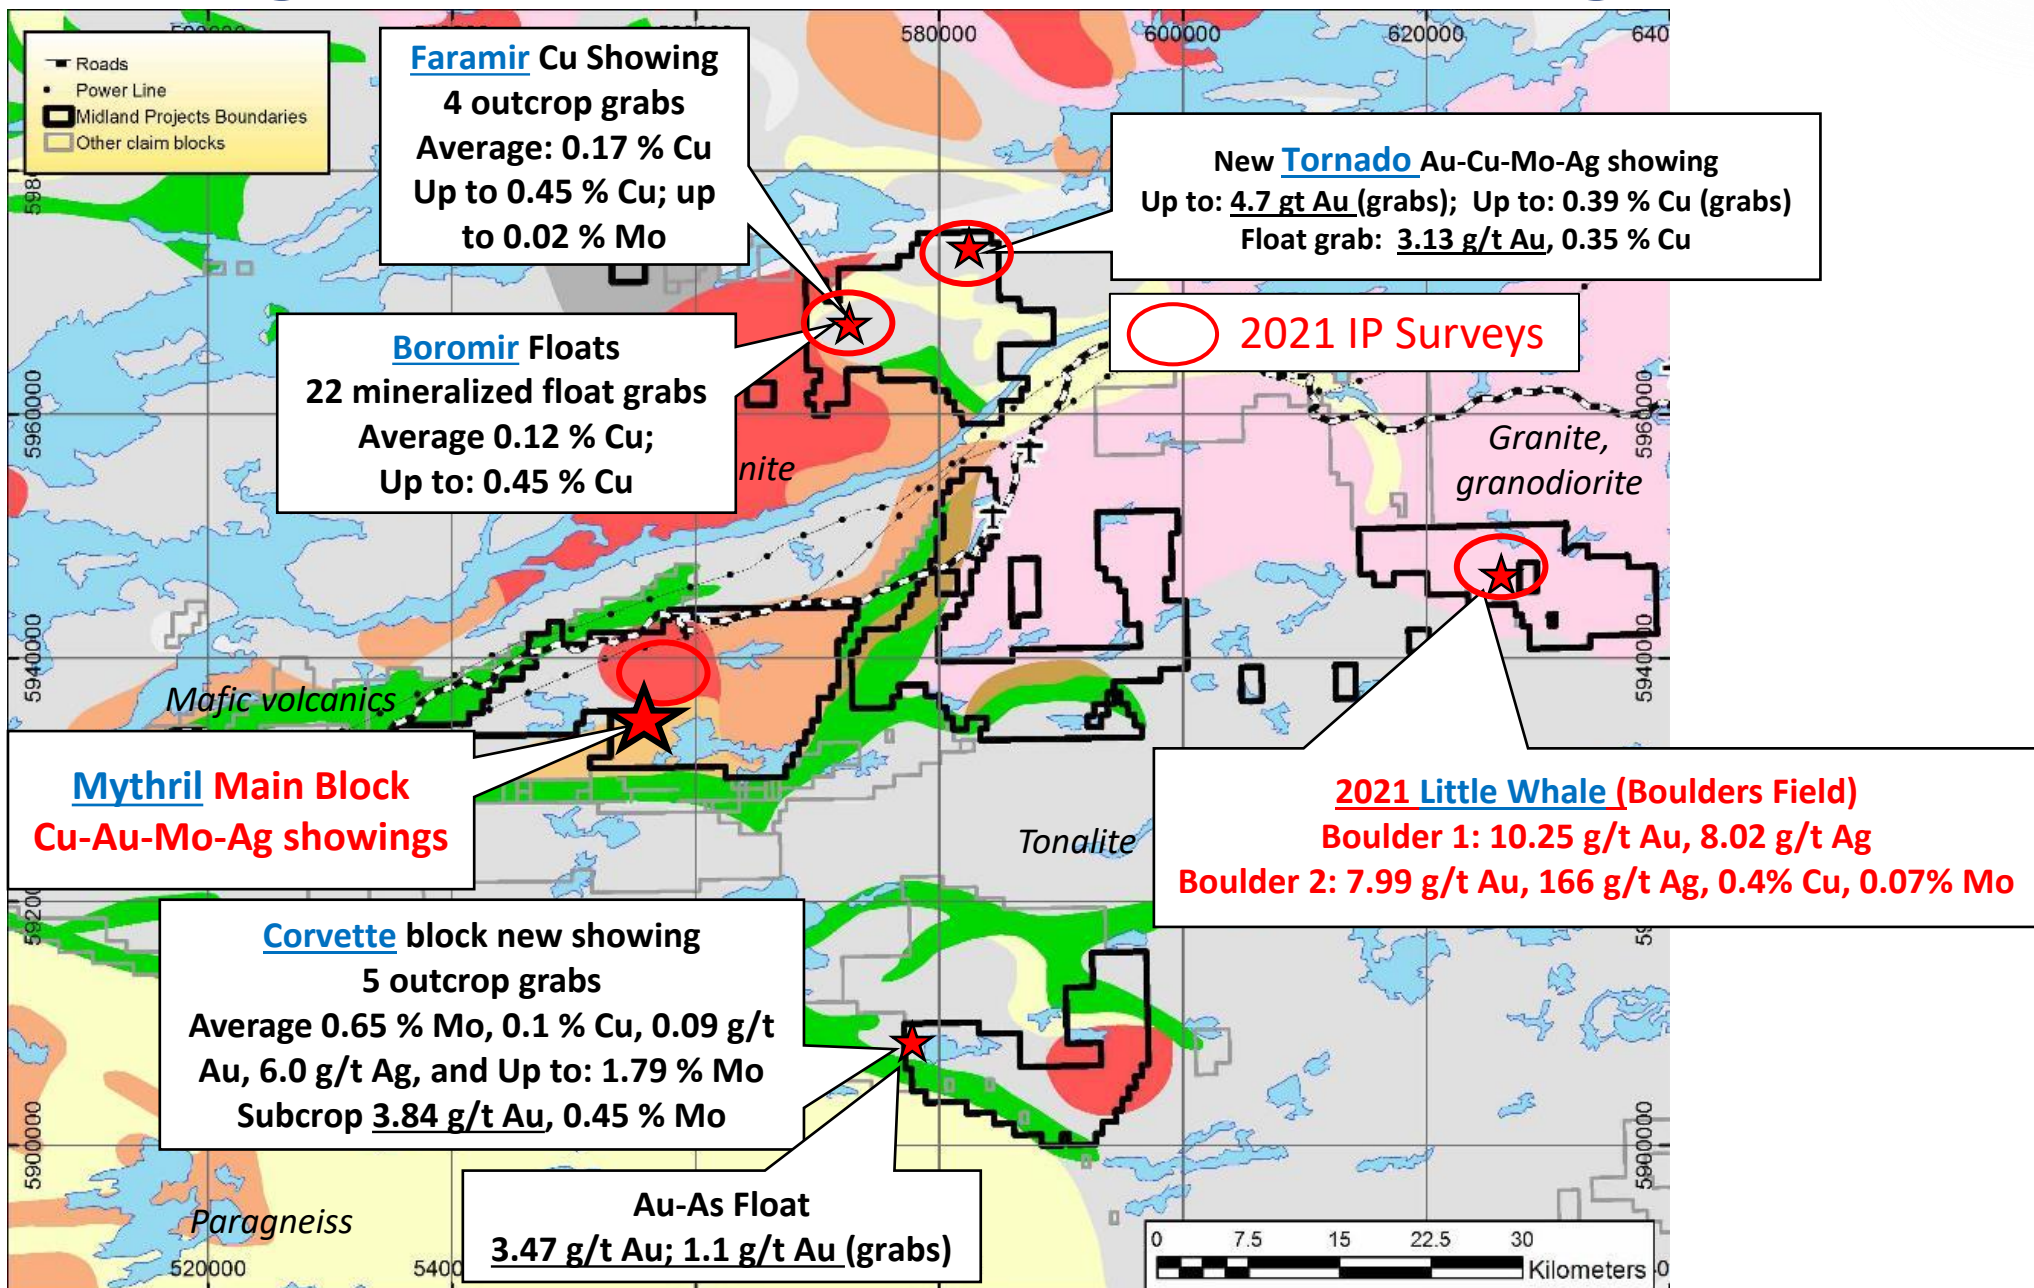 580000
600000
620000
640
Roads
Power Line
Midland Projects Boundaries
Other claim blocks
Faramir Cu Showing
4 outcrop grabs
Average: 0.17 % Cu
Up to 0.45 % Cu; up
to 0.02 % Mo
New Tornado Au-Cu-Mo-Ag showing
Up to: 4.7 gt Au (grabs); Up to: 0.39 % Cu (grabs)
Float grab: 3.13 g/t Au, 0.35 % Cu
2021 IP Surveys
Boromir Floats
22 mineralized float grabs
Average 0.12 % Cu;
Up to: 0.45 % Cu
nite
Granite,
granodiorite
5960000
5960000
5940000
5940000
Mafic volcanics
Mythril Main Block
Cu-Au-Mo-Ag showings
Tonalite
2021 Little Whale (Boulders Field)
Boulder 1: 10.25 g/t Au, 8.02 g/t Ag
Boulder 2: 7.99 g/t Au, 166 g/t Ag, 0.4% Cu, 0.07% Mo
Corvette block new showing
5 outcrop grabs
Average 0.65 % Mo, 0.1 % Cu, 0.09 g/t
Au, 6.0 g/t Ag, and Up to: 1.79 % Mo
Subcrop 3.84 g/t Au, 0.45 % Mo
5900000
5900000
Paragneiss
Au-As Float
3.47 g/t Au; 1.1 g/t Au (grabs)
520000
5400
0 7.5 15 22.5 30
Kilometers